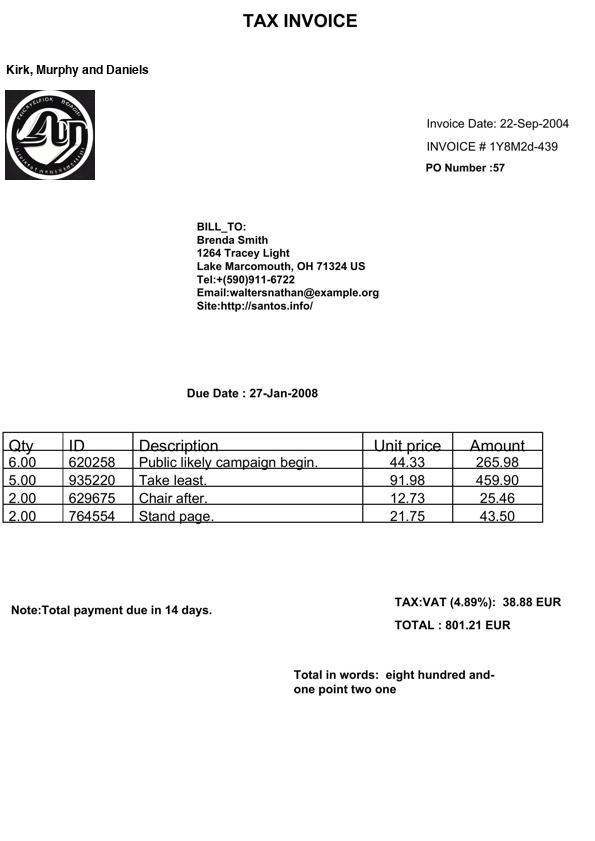 TAX INVOICE
Kirk, Murphy and Daniels
Invoice Date: 22-Sep-2004
INVOICE # 1Y8M2d-439
PO Number :57
BILL_TO:
Brenda Smith
1264 Tracey Light
Lake Marcomouth, OH 71324 US
Tel:+(590)911-6722
Email:waltersnathan@example.org
Site:http://santos.info/
Due Date : 27-Jan-2008
Qty ID Description Unit price Amount
6.00 620258 Public likely campaign begin. 44.33 265.98
5.00 935220 Take least. 91.98 459.90
2.00 629675 Chair after. 12.73 25.46
2.00 764554 Stand page. 21.75 43.50
TAX:VAT (4.89%): 38.88 EUR
Note:Total payment due in 14 days.
TOTAL : 801.21 EUR
Total in words: eight hundred and-
one point two one